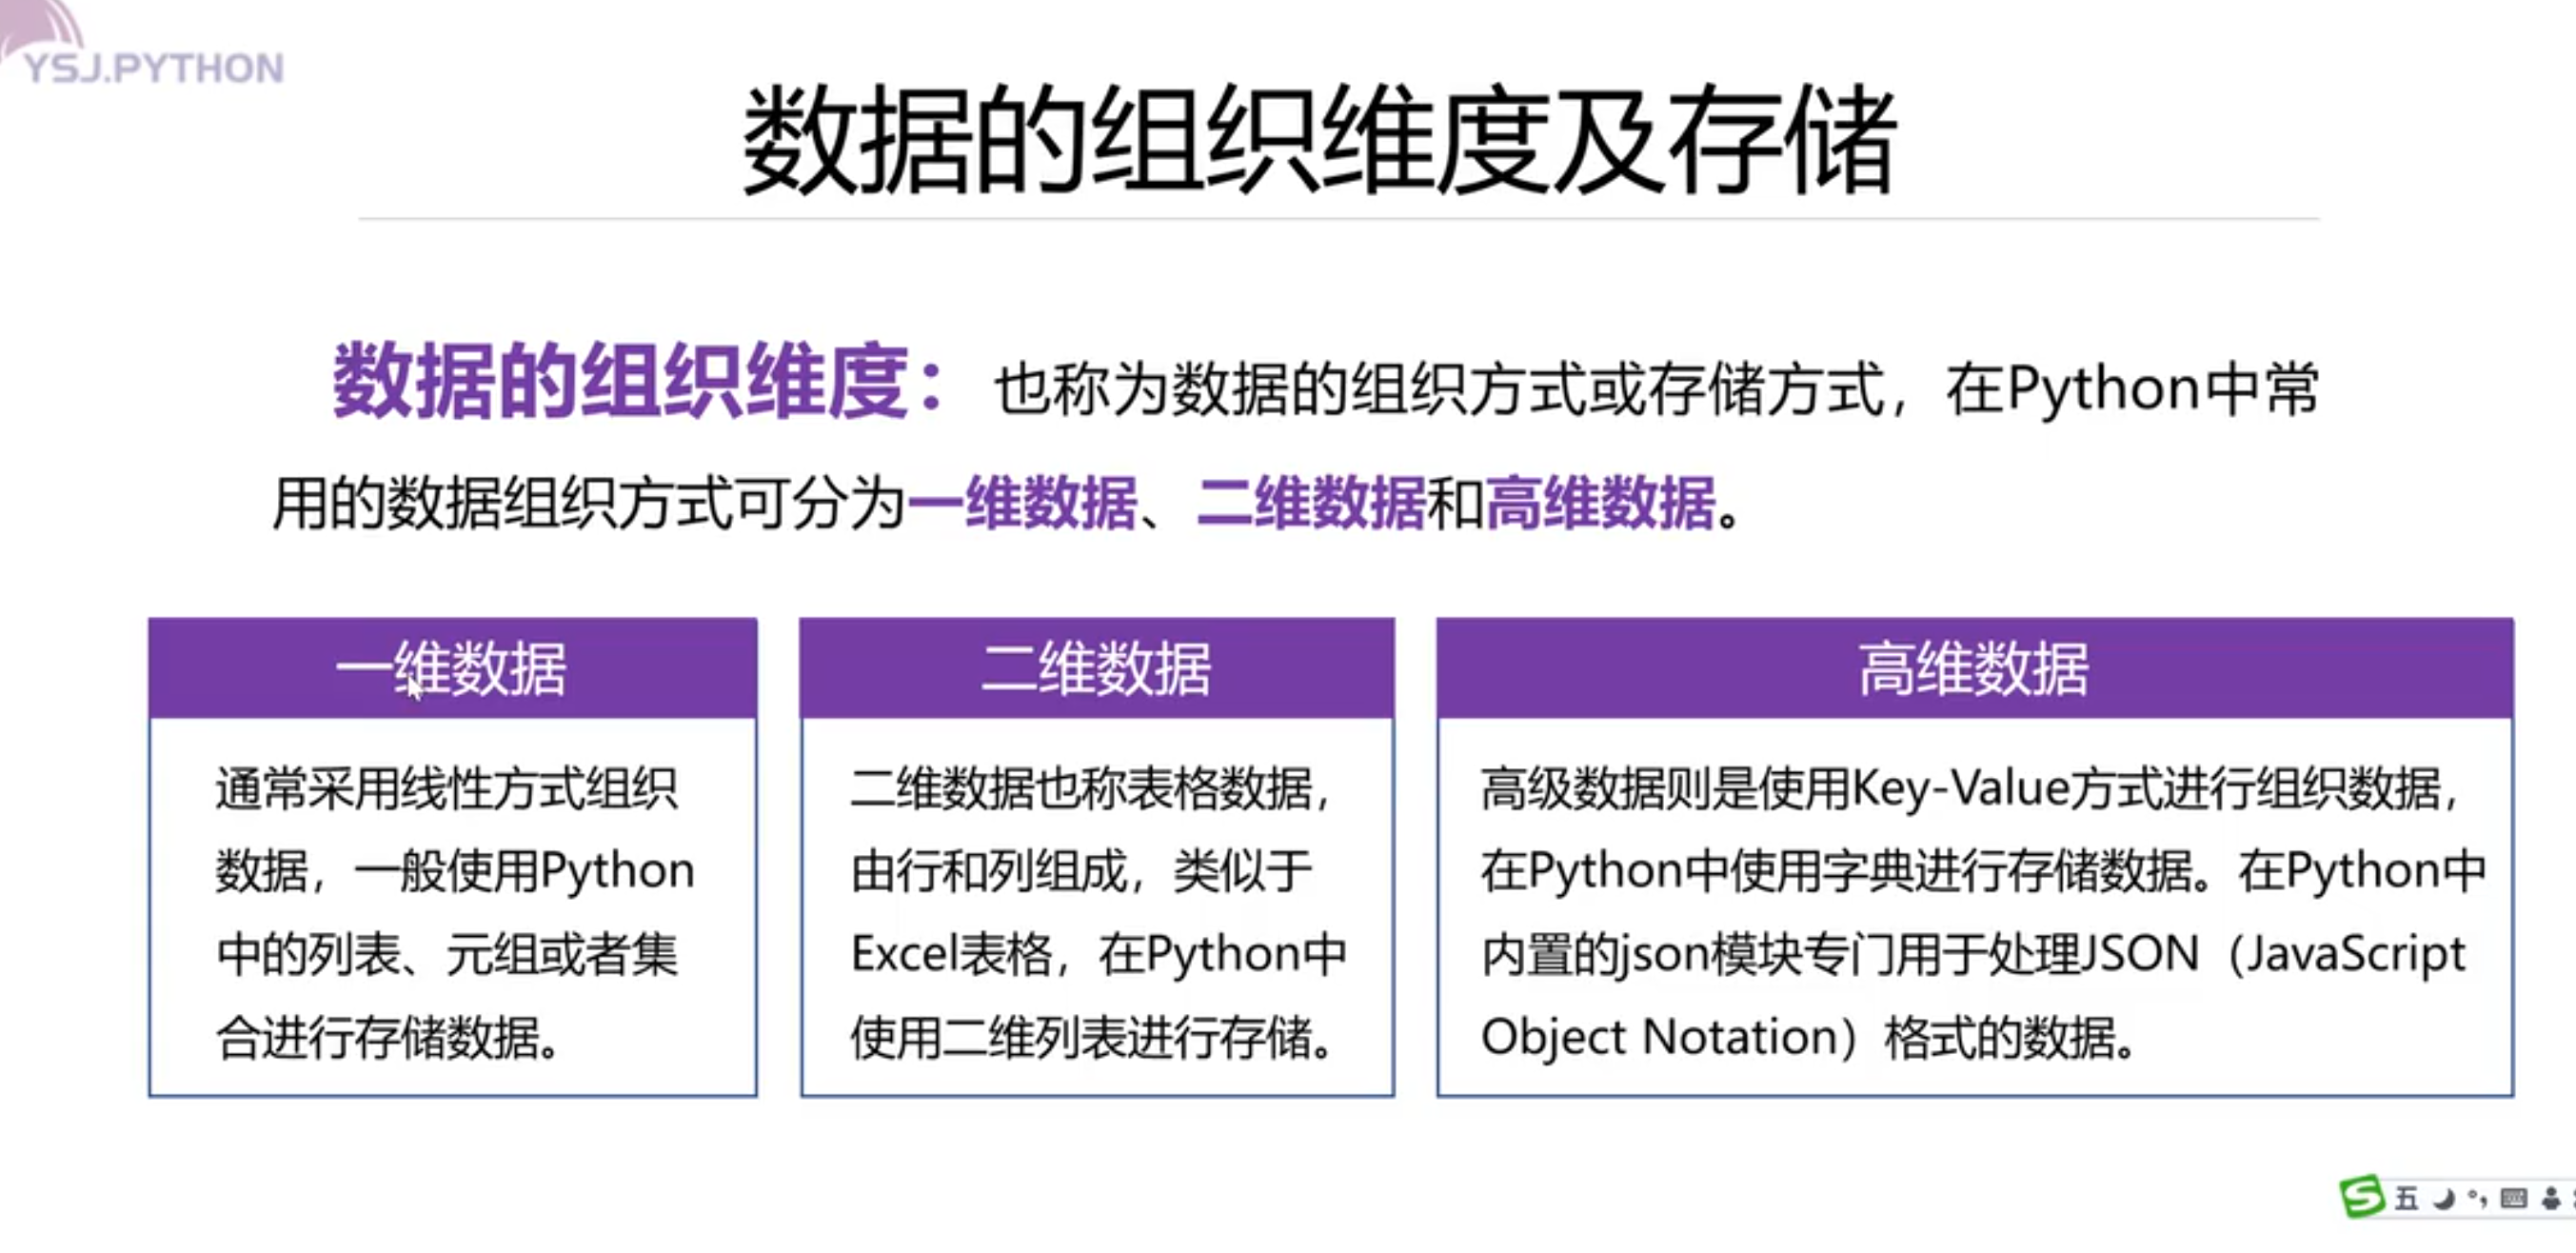 YSJ.PYTHON
数据的组织维度及存储
数据的组织维度：也称为数据的组织方式或存储方式，在Python中常
用的数据组织方式可分为一维数据、二维数据和高维数据。
一维数据
通常采用线性方式组织
数据，一般使用Python
中的列表、元组或者集
合进行存储数据。
二维数据
二维数据也称表格数据，
由行和列组成，类似于
Excel表格，在Python中
使用二维列表进行存储。
高维数据
高级数据则是使用Key-Value方式进行组织数据，
在Python中使用字典进行存储数据。在Python中
内置的json模块专门用于处理JSON（JavaScript
Object Notation）格式的数据。
五